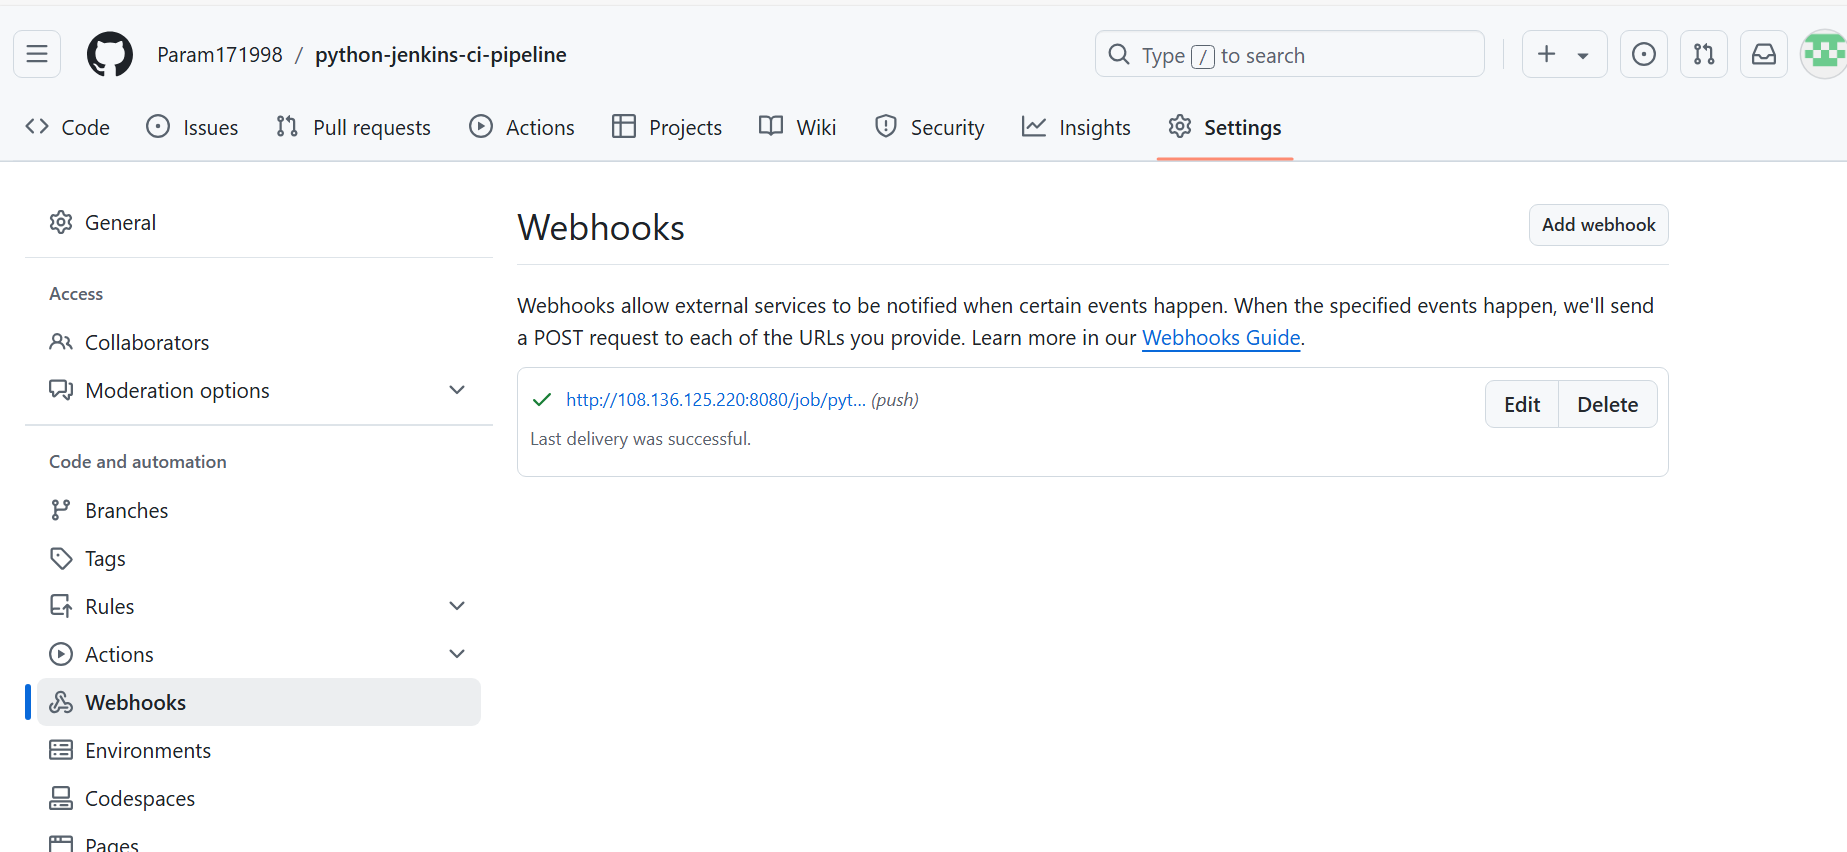 Param171998 / python-jenkins-ci-pipeline
Type / to search
Code Issues Pull requests Actions Projects Wiki Security Insights Settings
General
Access
Collaborators
Moderation options
Code and automation
Branches
Tags
Rules
Actions
Webhooks
Environments
Codespaces
Pages
Webhooks
Add webhook
Webhooks allow external services to be notified when certain events happen. When the specified events happen, we'll send
a POST request to each of the URLs you provide. Learn more in our Webhooks Guide.
http://108.136.125.220:8080/job/pyt... (push)
Edit Delete
Last delivery was successful.